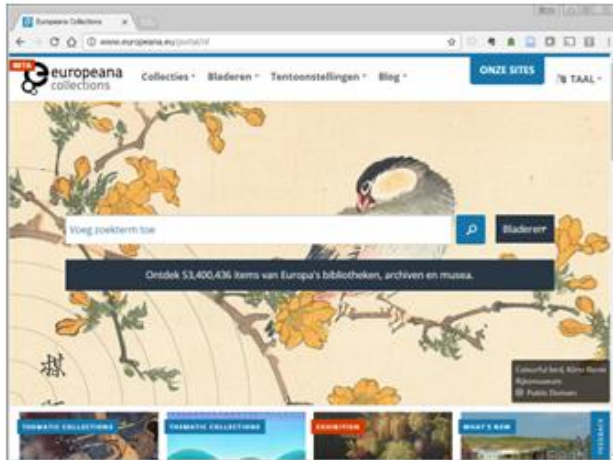 Europeana Collections
www.europeana.eu/portal/nl
BETA
europeana
collections
Collecties
Bladeren
Tentoonstellingen
Blog
ONZE SITES
TAAL
Voeg zoekterm toe
Bladeren
Ontdek 53,400,436 items van Europa's bibliotheken, archiven en musea.
Colourful bird,
Rijksmuseum
Public Domain
THEMATIC COLLECTIONS
THEMATIC COLLECTIONS
EXHIBITION
WHAT'S NEW
FEEDBACK